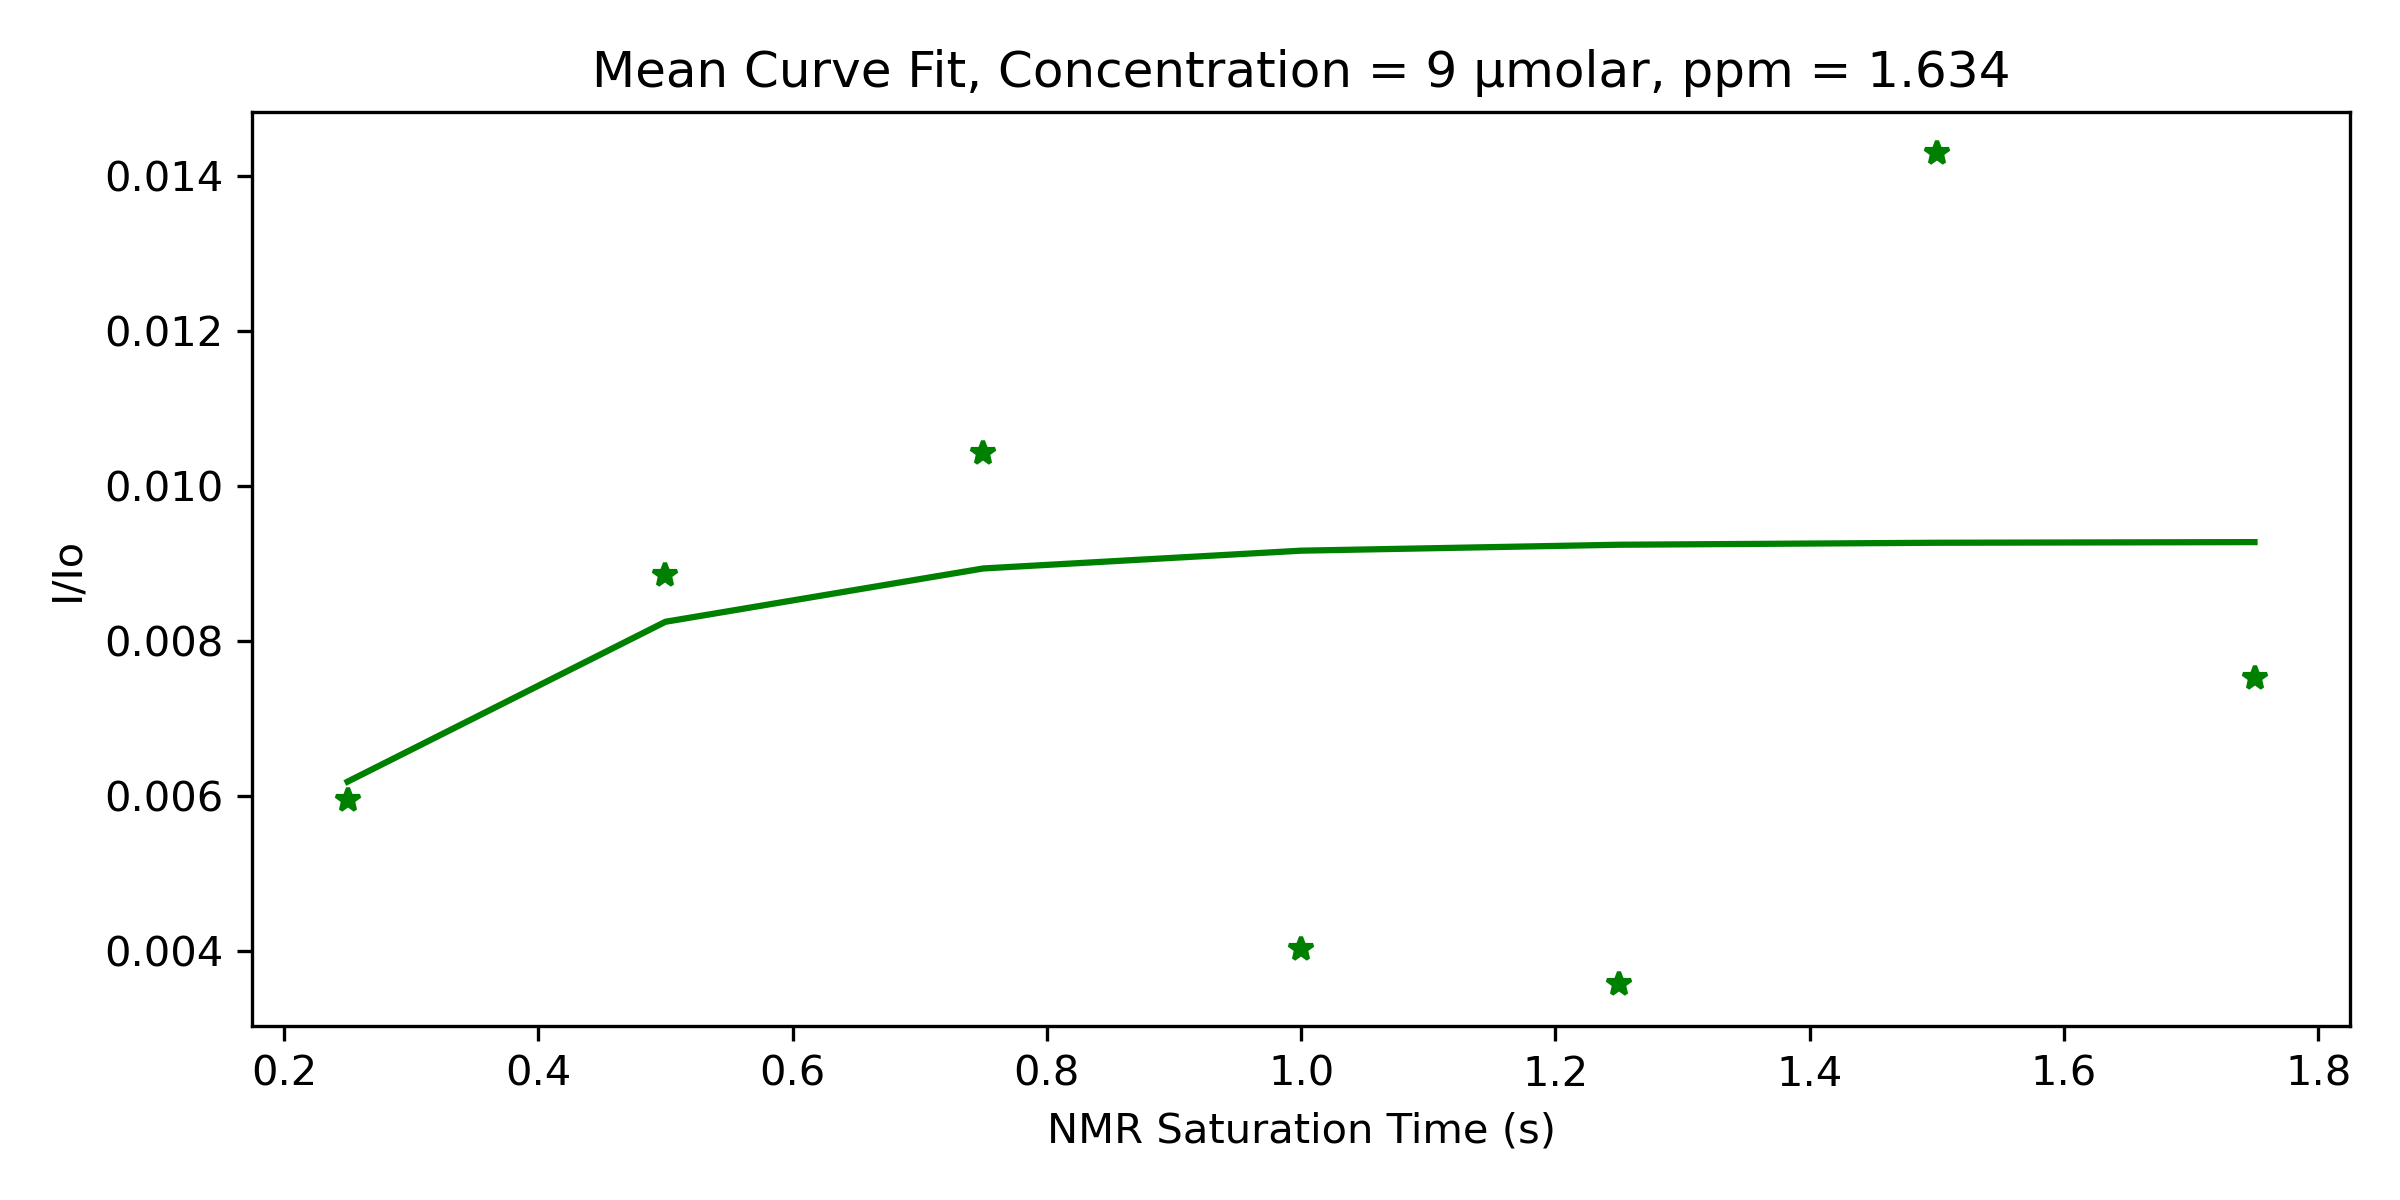 Mean Curve Fit, Concentration = 9 μmolar, ppm = 1.634
0.014
0.012
0.010
0.008
0.006
0.004
I/Io
0.2 0.4 0.6 0.8 1.0 1.2 1.4 1.6 1.8
NMR Saturation Time (s)